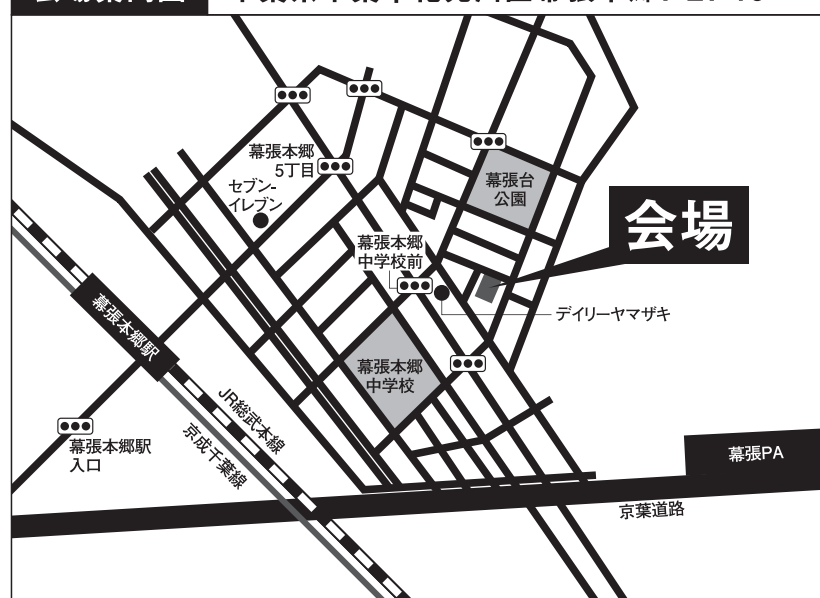 幕張本郷
5丁目
セブン-
イレブン
幕張台
公園
会場
幕張本郷
中学校前
デイリーヤマザキ
幕張本郷駅
幕張本郷
中学校
JR総武本線
京成千葉線
幕張本郷駅
入口
幕張PA
京葉道路